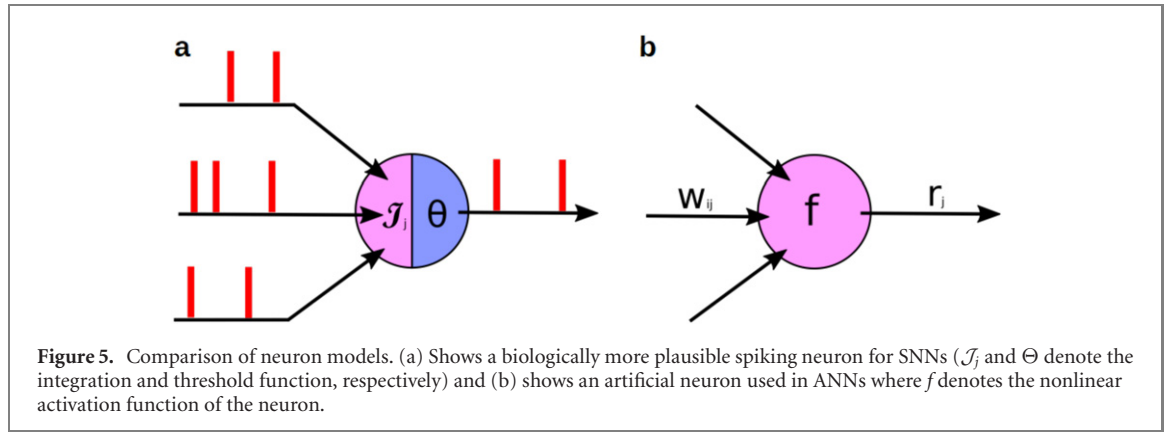 a
b
𝒥j θ
wij
f
rj
Figure 5. Comparison of neuron models. (a) Shows a biologically more plausible spiking neuron for SNNs (𝒥j and Θ denote the
integration and threshold function, respectively) and (b) shows an artificial neuron used in ANNs where f denotes the nonlinear
activation function of the neuron.